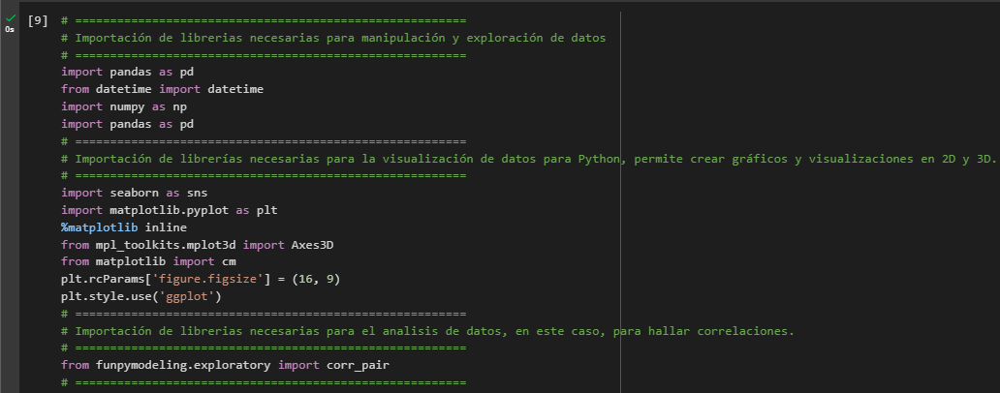 [9] # ========================================================
# Importación de librerias necesarias para manipulación y exploración de datos
# ========================================================
import pandas as pd
from datetime import datetime
import numpy as np
import pandas as pd
# ========================================================
# Importación de librerías necesarias para la visualización de datos para Python, permite crear gráficos y visualizaciones en 2D y 3D.
# ========================================================
import seaborn as sns
import matplotlib.pyplot as plt
%matplotlib inline
from mpl_toolkits.mplot3d import Axes3D
from matplotlib import cm
plt.rcParams['figure.figsize'] = (16, 9)
plt.style.use('ggplot')
# ========================================================
# Importación de librerias necesarias para el analisis de datos, en este caso, para hallar correlaciones.
# ========================================================
from funpymodeling.exploratory import corr_pair
# ========================================================
0s